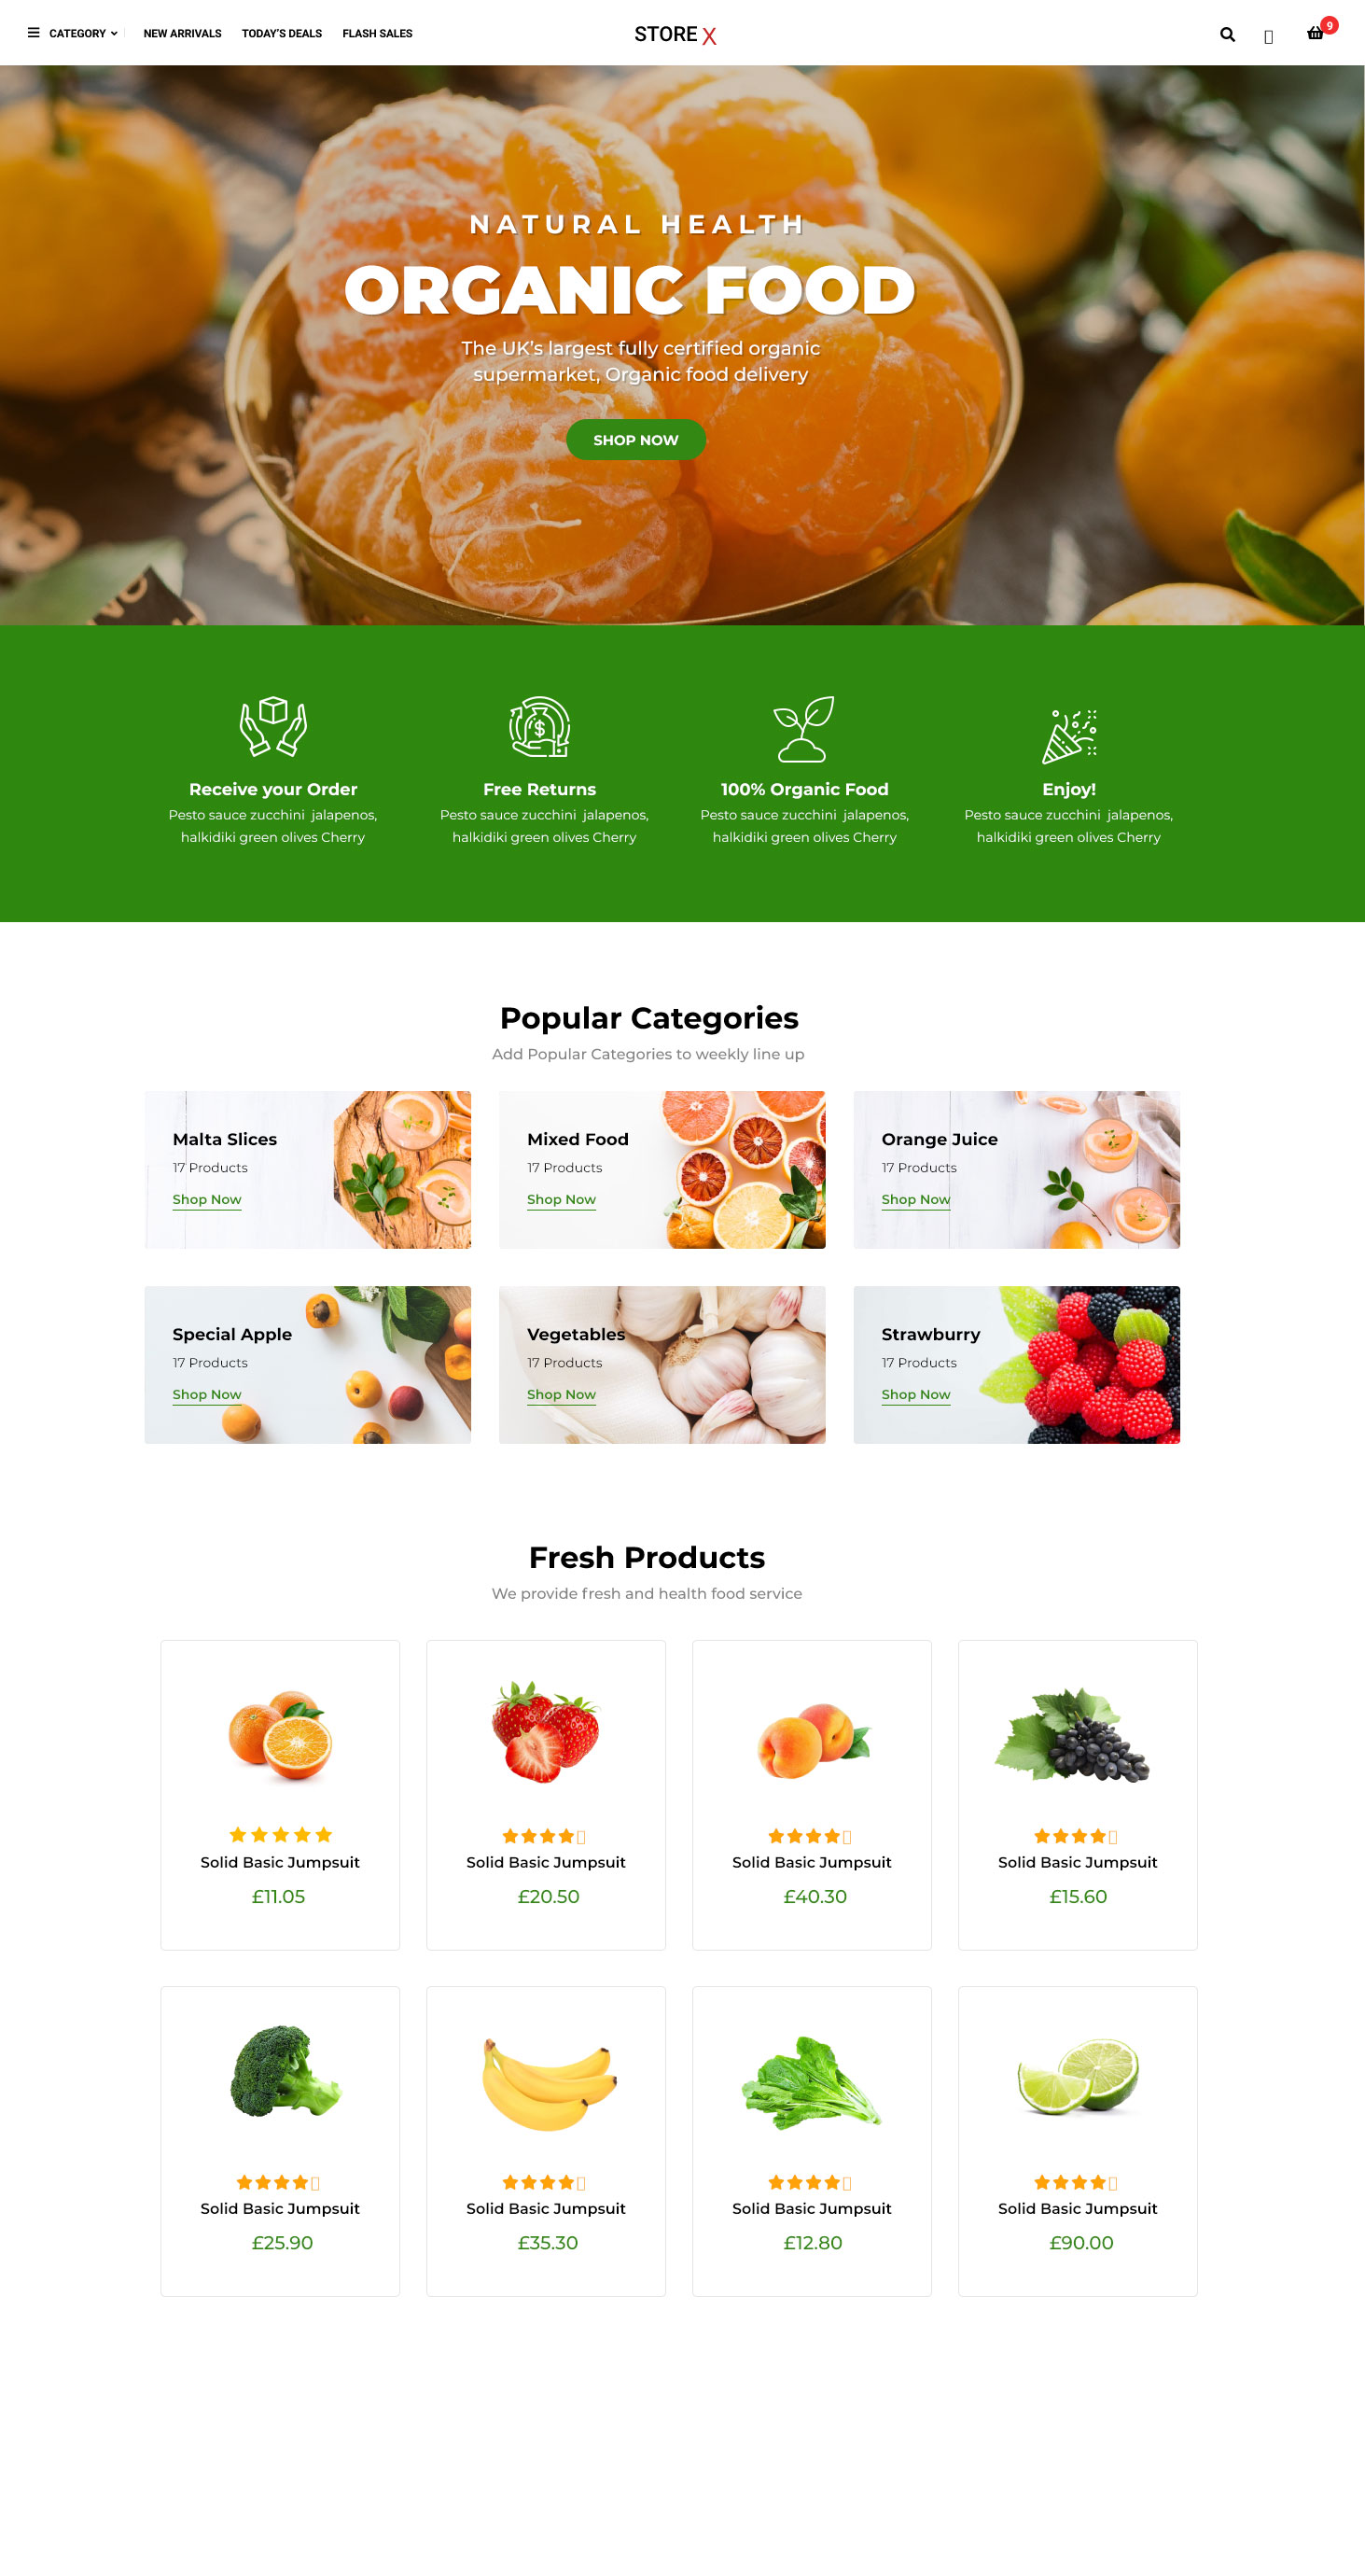 CATEGORY NEW ARRIVALS TODAY'S DEALS FLASH SALES STORE X 9
NATURAL HEALTH
ORGANIC FOOD
The UK's largest fully certified organic
supermarket, Organic food delivery
SHOP NOW
Receive your Order
Pesto sauce zucchini jalapenos,
halkidiki green olives Cherry
Free Returns
Pesto sauce zucchini jalapenos,
halkidiki green olives Cherry
100% Organic Food
Pesto sauce zucchini jalapenos,
halkidiki green olives Cherry
Enjoy!
Pesto sauce zucchini jalapenos,
halkidiki green olives Cherry
Popular Categories
Add Popular Categories to weekly line up
Malta Slices
17 Products
Shop Now
Mixed Food
17 Products
Shop Now
Orange Juice
17 Products
Shop Now
Special Apple
17 Products
Shop Now
Vegetables
17 Products
Shop Now
Strawburry
17 Products
Shop Now
Fresh Products
We provide fresh and health food service
Solid Basic Jumpsuit
£11.05
Solid Basic Jumpsuit
£20.50
Solid Basic Jumpsuit
£40.30
Solid Basic Jumpsuit
£15.60
Solid Basic Jumpsuit
£25.90
Solid Basic Jumpsuit
£35.30
Solid Basic Jumpsuit
£12.80
Solid Basic Jumpsuit
£90.00